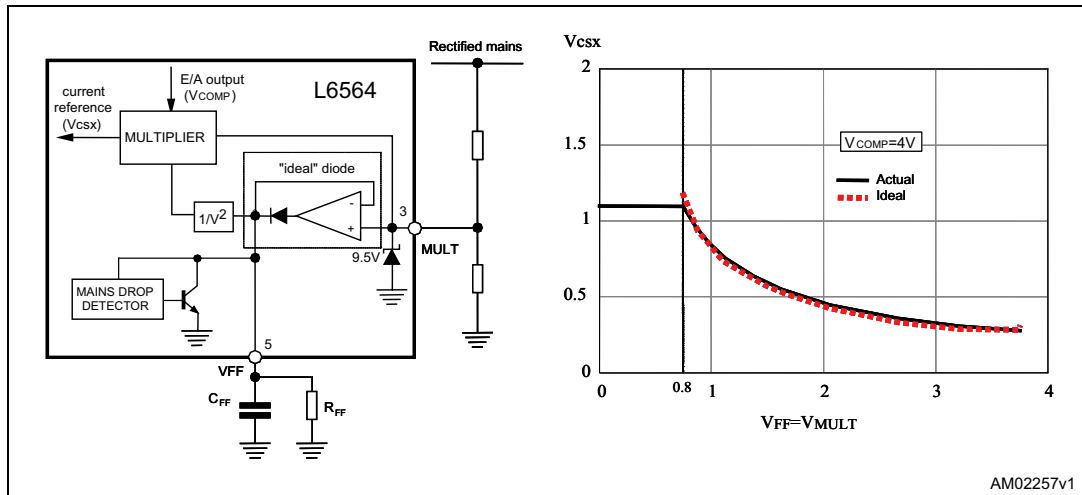 Rectified mains
E/A output
(VCOMP)
L6564
current
reference
(Vcsx)
MULTIPLIER
"ideal" diode
1/V2
-
+
3
MULT
9.5V
MAINS DROP
DETECTOR
5
VFF
CFF
RFF
Vcsx
2
1.5
1
0.5
0
VCOMP=4V
Actual
Ideal
0
0.8
1
2
3
4
VFF=VMULT
AM02257v1